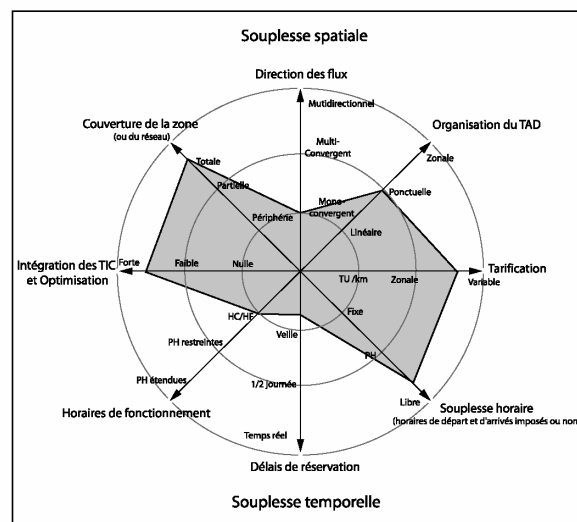 Souplesse spatiale
Direction des flux
Mutidirectionnel
Couverture de la zone
(ou du réseau)
Organisation du TAD
Zonale
Totale
Multi-
Convergent
Partielle
Ponctuelle
Périphérie
Mono-
convergent
Linéaire
Intégration des TIC
et Optimisation
Forte
Faible
Nulle
TU /km
Zonale
Variable
Tarification
HC/HF
Fixe
Veille
PH restreintes
PH
PH étendues
1/2 journée
Libre
Horaires de fonctionnement
Souplesse horaire
(horaires de départ et d'arrivés imposés ou non
Temps réel
Délais de réservation
Souplesse temporelle